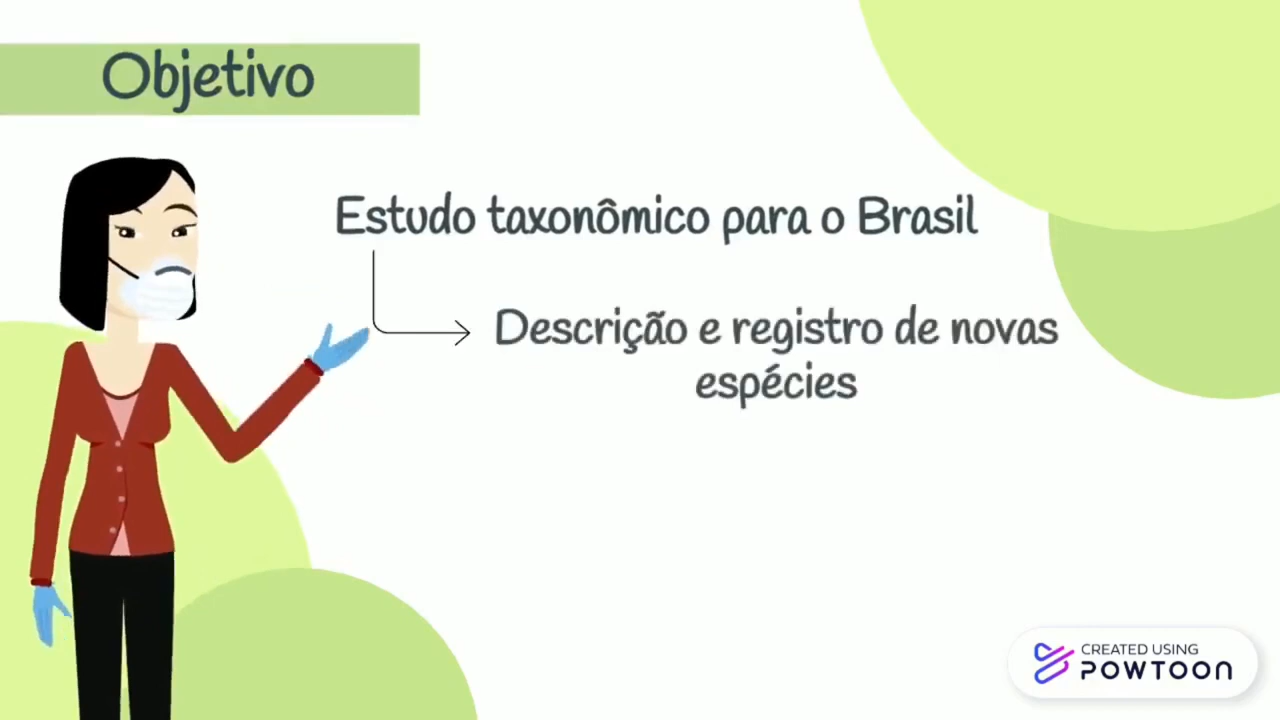 Objetivo
Estudo taxonômico para o Brasil
Descrição e registro de novas
espécies
CREATED USING
POWTOON